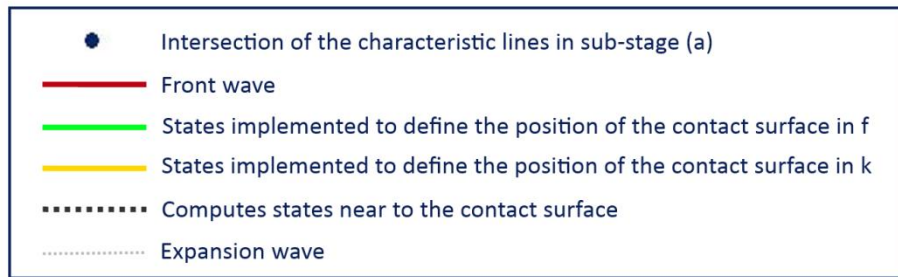 Intersection of the characteristic lines in sub-stage (a)
Front wave
States implemented to define the position of the contact surface in f
States implemented to define the position of the contact surface in k
Computes states near to the contact surface
Expansion wave